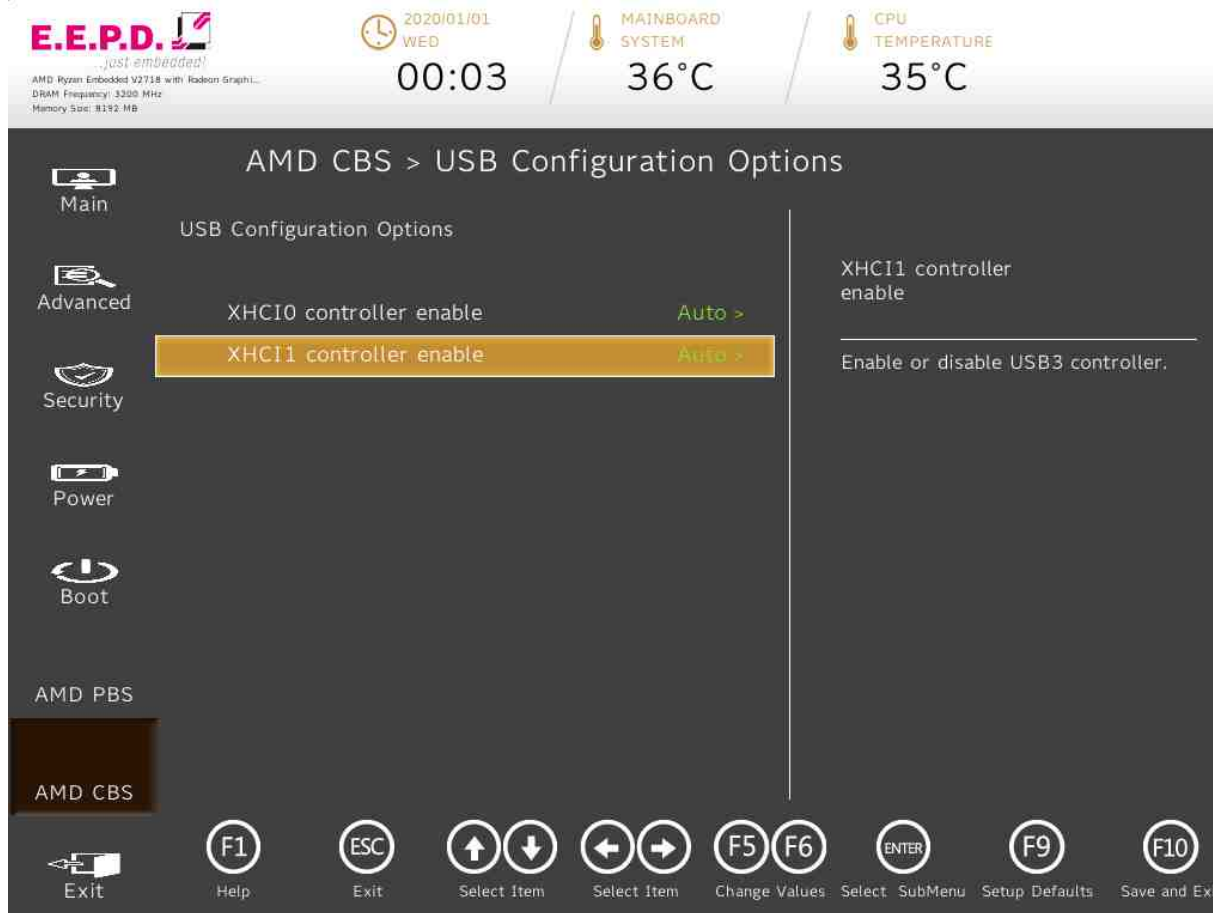 E.E.P.D.
...just embedded!
AMD Ryzen Embedded V2718 with Radeon Graphi...
DRAM Frequency: 3200 MHz
Memory Size: 8192 MB
2020/01/01
WED
00:03
MAINBOARD
SYSTEM
36°C
CPU
TEMPERATURE
35°C
AMD CBS > USB Configuration Options
Main
Advanced
Security
Power
Boot
AMD PBS
AMD CBS
Exit
USB Configuration Options
XHCI0 controller enable Auto >
XHCI1 controller enable Auto >
XHCI1 controller
enable
Enable or disable USB3 controller.
F1 Help
ESC Exit
Select Item
Select Item
F5 F6 Change Values
ENTER Select SubMenu
F9 Setup Defaults
F10 Save and Ex